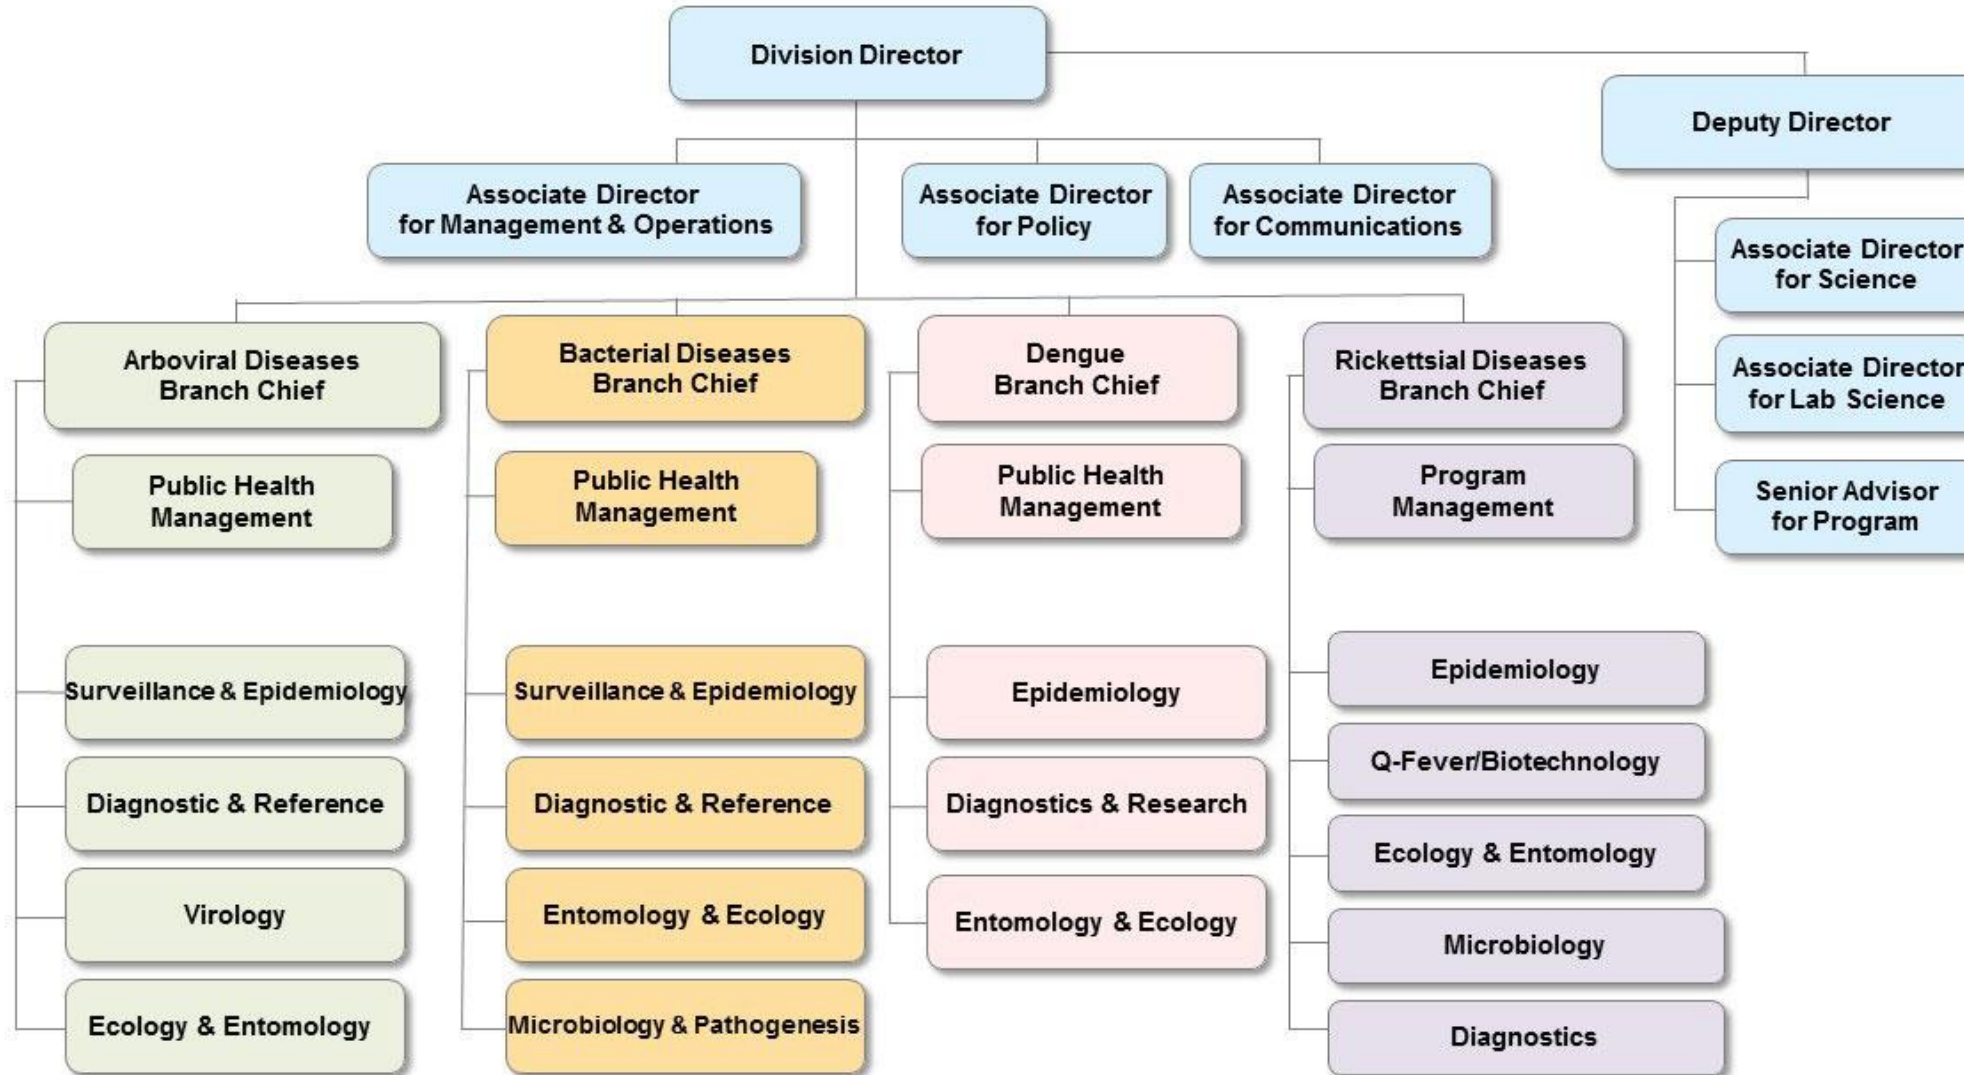 Division Director
Deputy Director
Associate Director
for Management & Operations
Associate Director
for Policy
Associate Director
for Communications
Associate Director
for Science
Associate Director
for Lab Science
Senior Advisor
for Program
Arboviral Diseases
Branch Chief
Public Health
Management
Surveillance & Epidemiology
Diagnostic & Reference
Virology
Ecology & Entomology
Bacterial Diseases
Branch Chief
Public Health
Management
Surveillance & Epidemiology
Diagnostic & Reference
Entomology & Ecology
Microbiology & Pathogenesis
Dengue
Branch Chief
Public Health
Management
Epidemiology
Diagnostics & Research
Entomology & Ecology
Rickettsial Diseases
Branch Chief
Program
Management
Epidemiology
Q-Fever/Biotechnology
Ecology & Entomology
Microbiology
Diagnostics